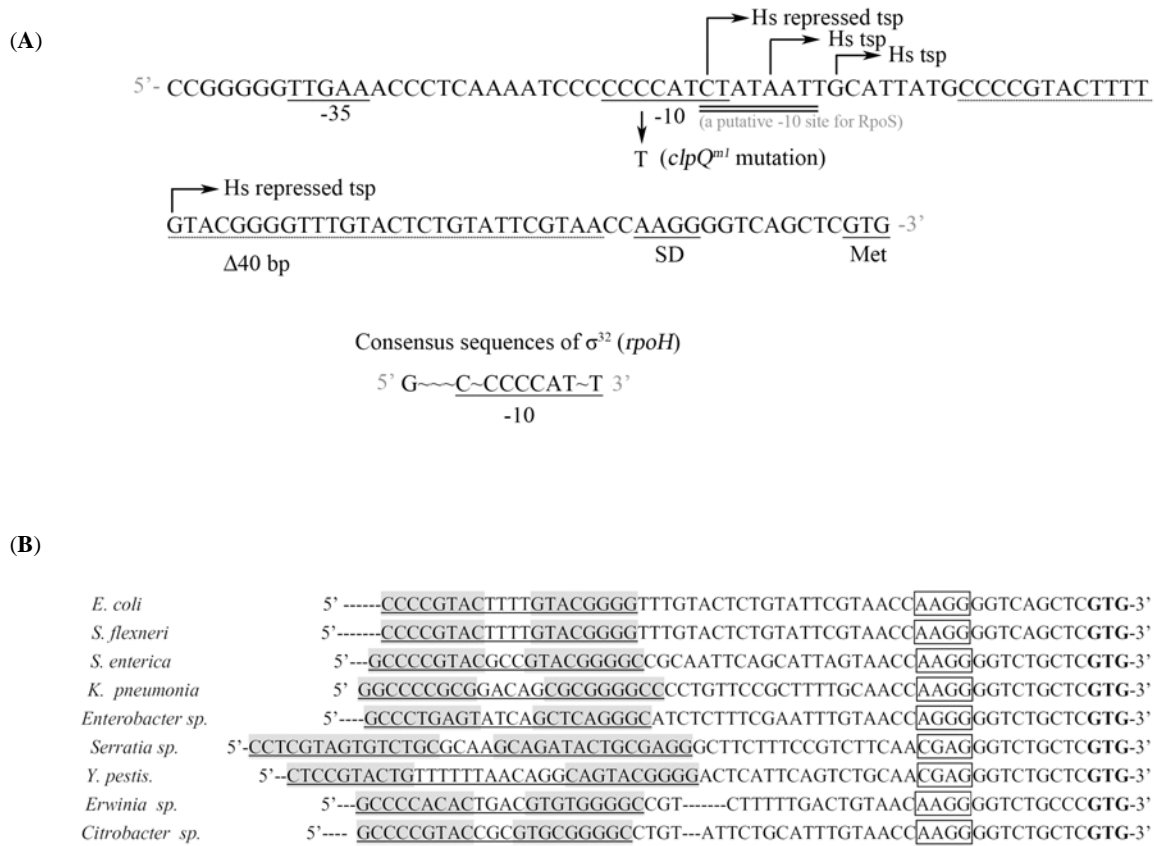 (A)
Hs repressed tsp
Hs tsp
Hs tsp
5'- CCGGGGGTTGAAACCCTCAAAATCCCCCCCATCTATAATTGCATTATGCCCCGTACTTTT
-35
-10
(a putative -10 site for RpoS)
T (clpQᵐ¹ mutation)
Hs repressed tsp
GTACGGGGTTTGTACTCTGTATTCGTAACCAAGGGGTCAGCTCGTG -3'
Δ40 bp
SD
Met
Consensus sequences of σ³² (rpoH)
5' G~~~C~CCCCAT~T 3'
-10
(B)
E. coli 5' ------CCCCGTACTTTTGTACGGGGTTTGTACTCTGTATTCGTAACCAAGGGGTCAGCTCGTG-3'
S. flexneri 5'-------CCCCGTACTTTTGTACGGGGTTTGTACTCTGTATTCGTAACCAAGGGGTCAGCTCGTG-3'
S. enterica 5'---GCCCCGTACGCCGTACGGGGCCGCAATTCAGCATTAGTAACCAAGGGGTCTGCTCGTG-3'
K. pneumonia 5' GGCCCCGCGGACAGCGCGGGGCCCCTGTTCCGCTTTTGCAACCAAGGGGTCTGCTCGTG-3'
Enterobacter sp. 5'----GCCCTGAGTATCAGCTCAGGGCATCTCTTTCGAATTTGTAACCAGGGGGTCTGCTCGTG-3'
Serratia sp. 5'-CCTCGTAGTGTCTGCGCAAGCAGATACTGCGAGGGCTTCTTTCCGTCTTCAACGAGGGTCTGCTCGTG-3'
Y. pestis. 5'--CTCCGTACTGTTTTTTAACAGGCAGTACGGGGACTCATTCAGTCTGCAACGAGGGTCTGCTCGTG-3'
Erwinia sp. 5'---GCCCCACACTGACGTGTGGGGCCGT------CTTTTTGACTGTAACAAGGGGTCTGCCCGTG-3'
Citrobacter sp. 5'---- GCCCCGTACCGCGTGCGGGGCCTGT---ATTCTGCATTTGTAACCAAGGGGTCTGCTCGTG-3'